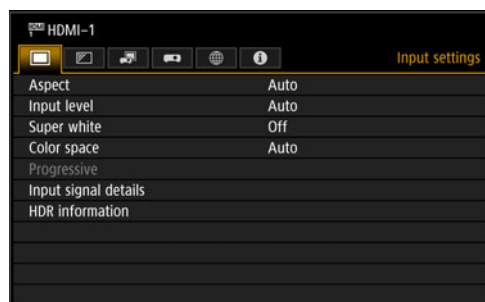 HDMI-1
Input settings
Aspect Auto
Input level Auto
Super white Off
Color space Auto
Progressive
Input signal details
HDR information